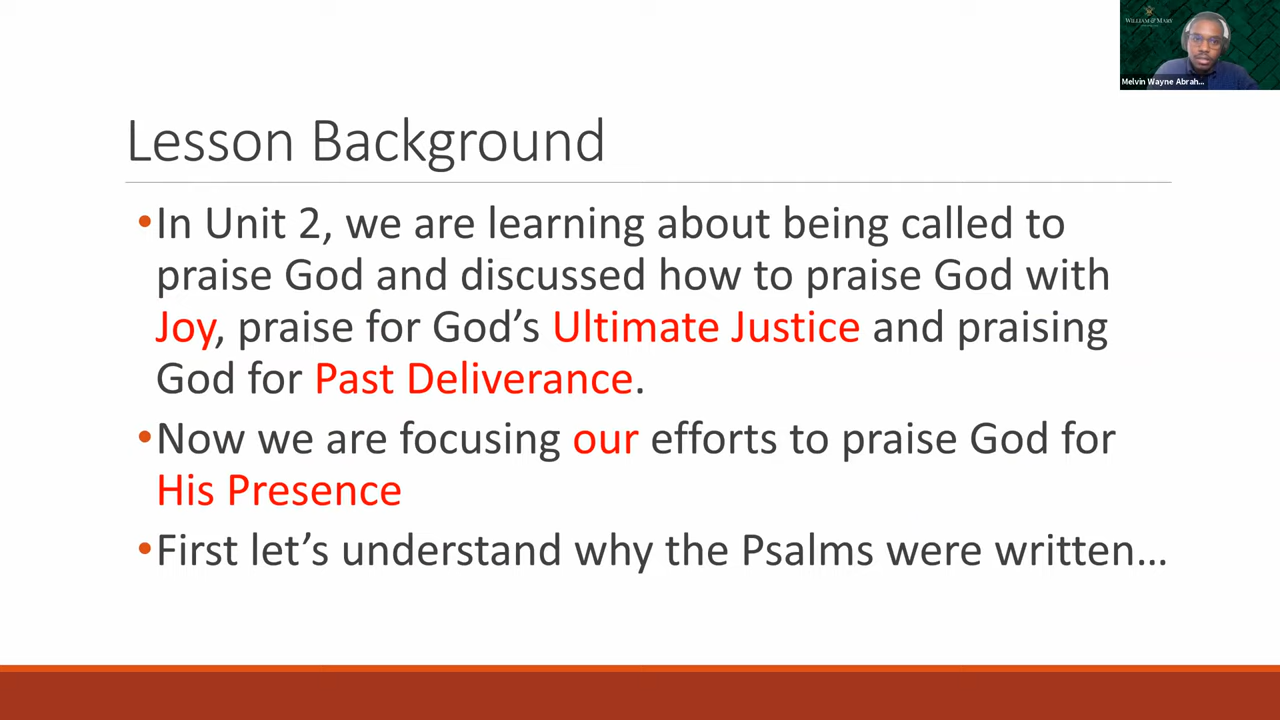 WILLIAM & MARY
Melvin Wayne Abrah...
Lesson Background
•In Unit 2, we are learning about being called to
praise God and discussed how to praise God with
Joy, praise for God’s Ultimate Justice and praising
God for Past Deliverance.
•Now we are focusing our efforts to praise God for
His Presence
•First let’s understand why the Psalms were written…